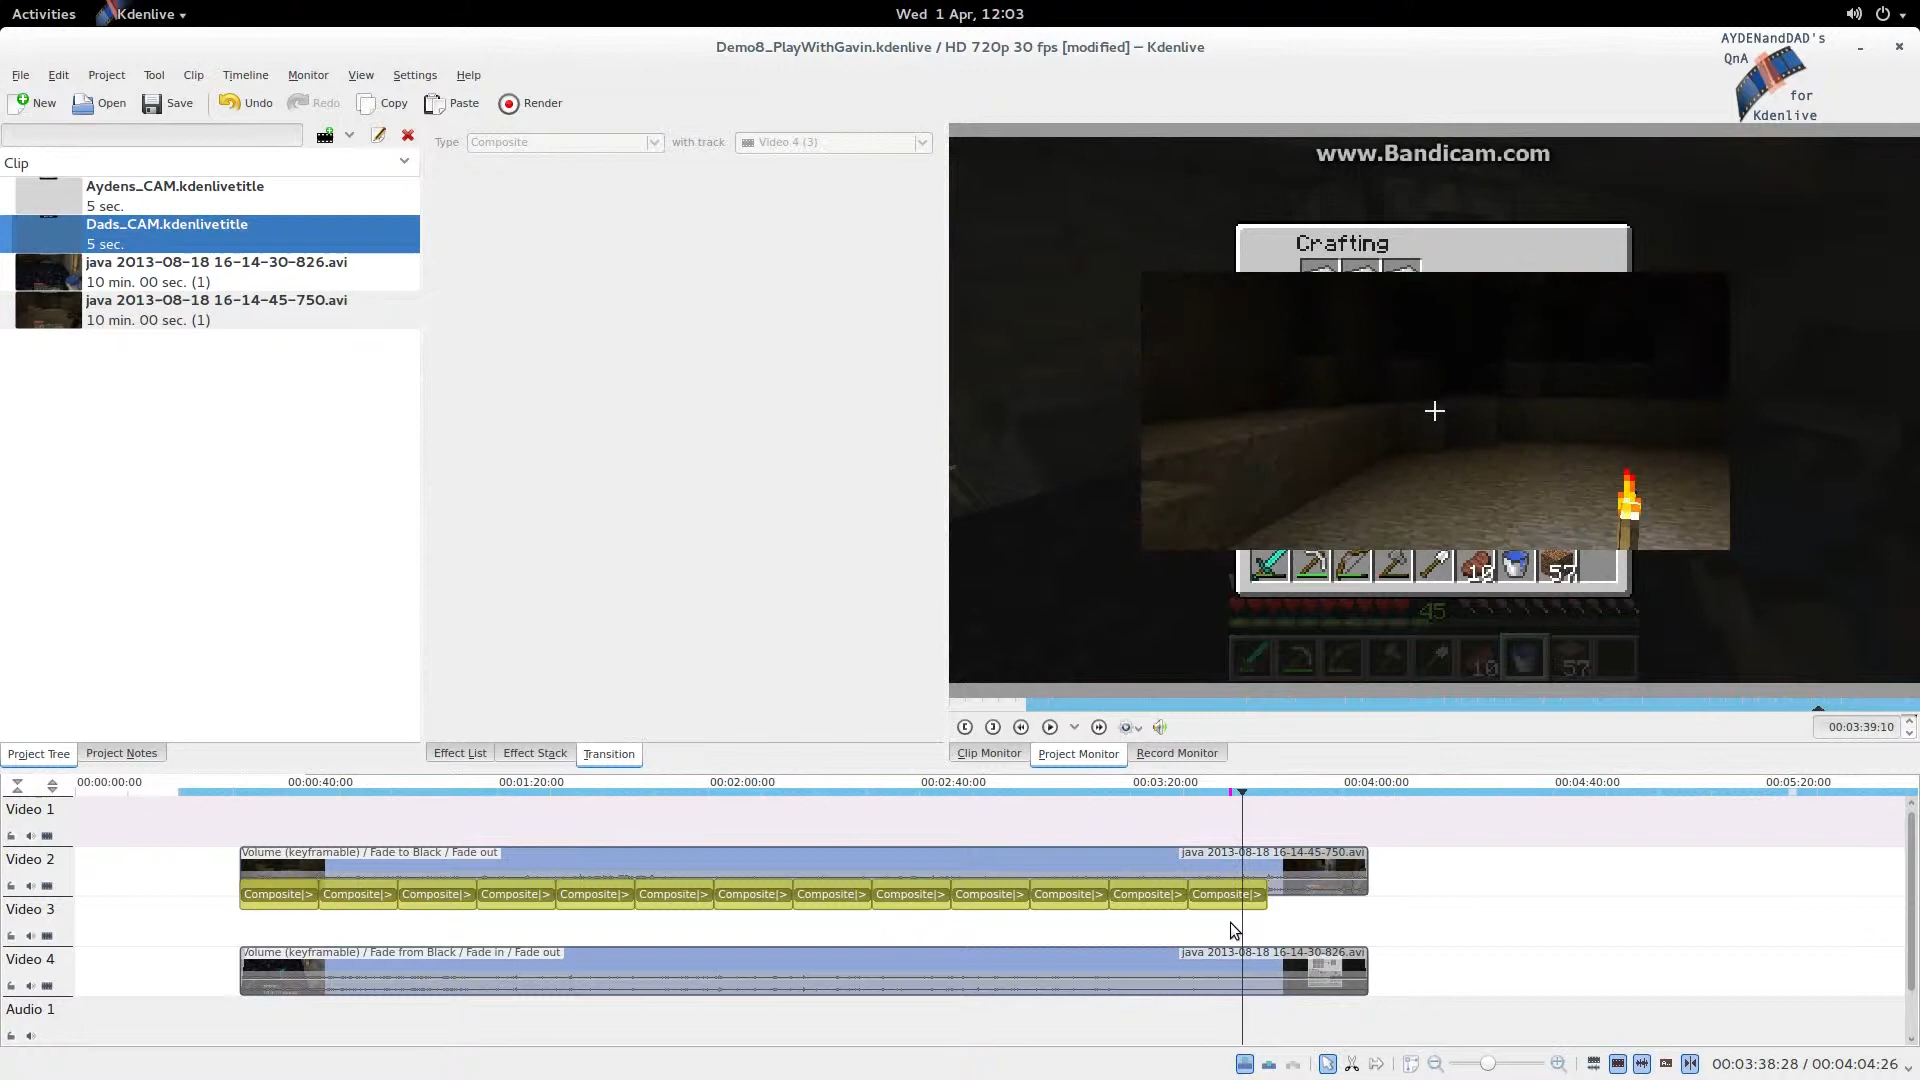 Activities
Kdenlive
Wed 1 Apr, 12:03
Demo8_PlayWithGavin.kdenlive / HD 720p 30 fps [modified] – Kdenlive
AYDENandDAD's
QnA
for
Kdenlive
File Edit Project Tool Clip Timeline Monitor View Settings Help
New Open Save Undo Redo Copy Paste Render
Type Composite with track Video 4 (3)
Clip
Aydens_CAM.kdenlivetitle
5 sec.
Dads_CAM.kdenlivetitle
5 sec.
java 2013-08-18 16-14-30-826.avi
10 min. 00 sec. (1)
java 2013-08-18 16-14-45-750.avi
10 min. 00 sec. (1)
www.Bandicam.com
Crafting
10 57
45
10 57
00:03:39:10
Project Tree Project Notes
Effect List Effect Stack Transition
Clip Monitor Project Monitor Record Monitor
00:00:00:00 00:00:40:00 00:01:20:00 00:02:00:00 00:02:40:00 00:03:20:00 00:04:00:00 00:04:40:00 00:05:20:00
Video 1
Video 2
Volume (keyframable) / Fade to Black / Fade out
java 2013-08-18 16-14-45-750.avi
Composite|> Composite|> Composite|> Composite|> Composite|> Composite|> Composite|> Composite|> Composite|> Composite|> Composite|> Composite|> Composite|>
Video 3
Video 4
Volume (keyframable) / Fade from Black / Fade in / Fade out
java 2013-08-18 16-14-30-826.avi
Audio 1
00:03:38:28 / 00:04:04:26